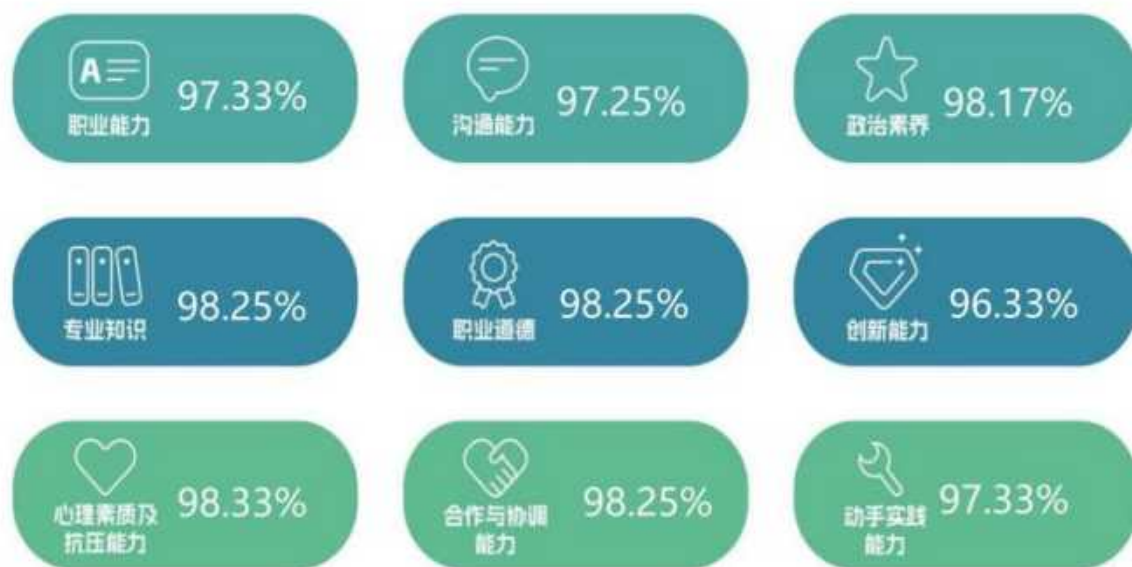 A
97.33%
职业能力
97.25%
沟通能力
98.17%
政治素养
98.25%
专业知识
98.25%
职业道德
96.33%
创新能力
98.33%
心理素质及
抗压能力
98.25%
合作与协调
能力
97.33%
动手实践
能力